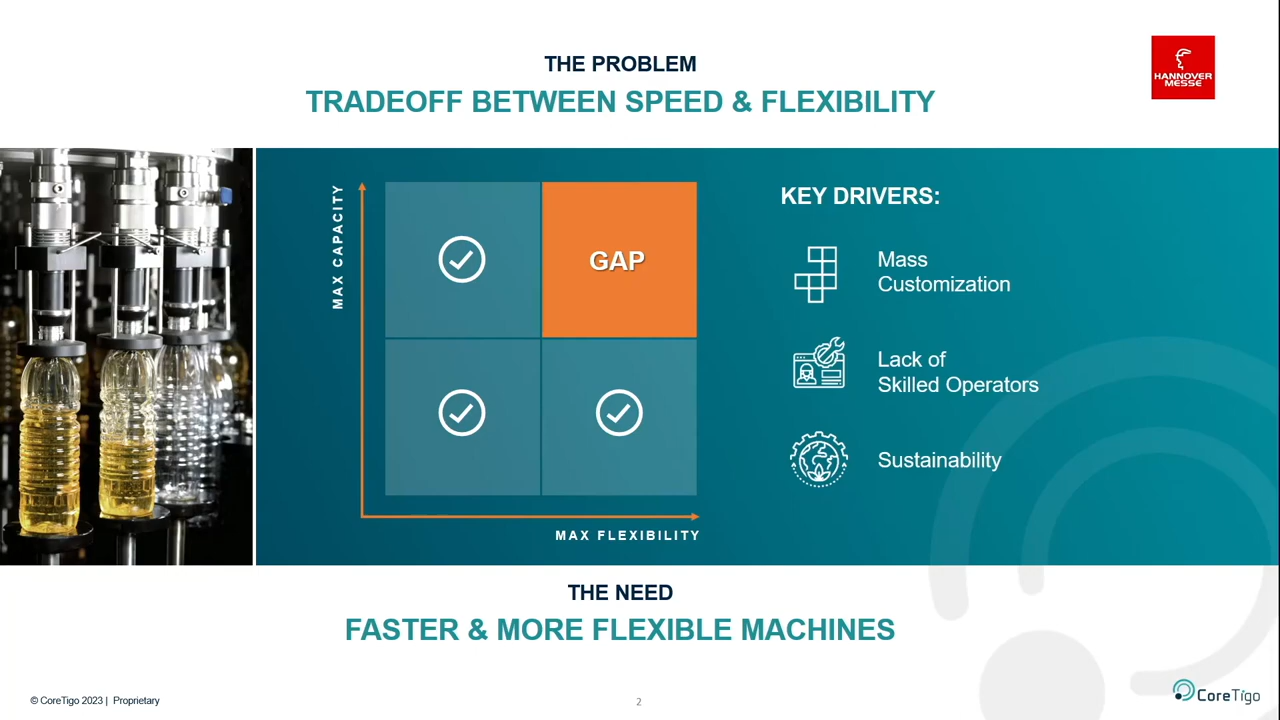 THE PROBLEM
TRADEOFF BETWEEN SPEED & FLEXIBILITY
HANNOVER
MESSE
MAX CAPACITY
GAP
MAX FLEXIBILITY
KEY DRIVERS:
Mass
Customization
Lack of
Skilled Operators
Sustainability
THE NEED
FASTER & MORE FLEXIBLE MACHINES
© CoreTigo 2023 | Proprietary
2
CoreTigo